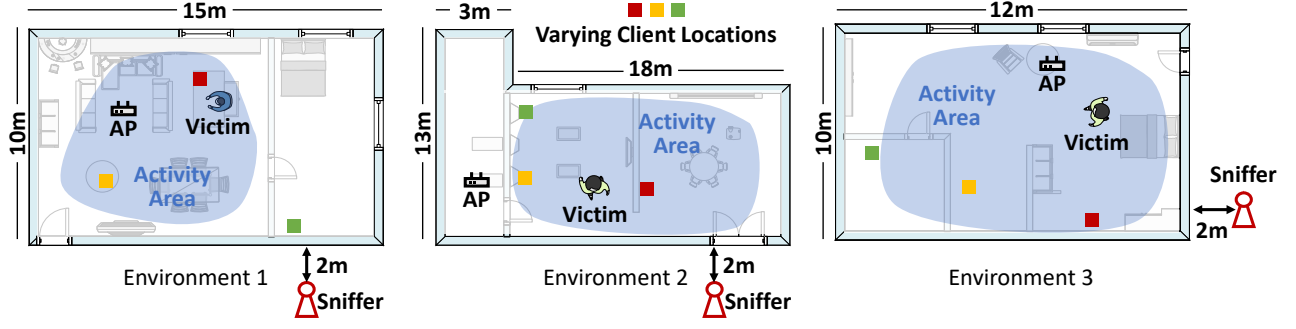 15m
10m
AP
Victim
Activity
Area
2m
Sniffer
Environment 1
Varying Client Locations
3m
18m
13m
Activity
Area
AP
Victim
2m
Sniffer
Environment 2
12m
10m
Activity
Area
AP
Victim
Sniffer
2m
Environment 3